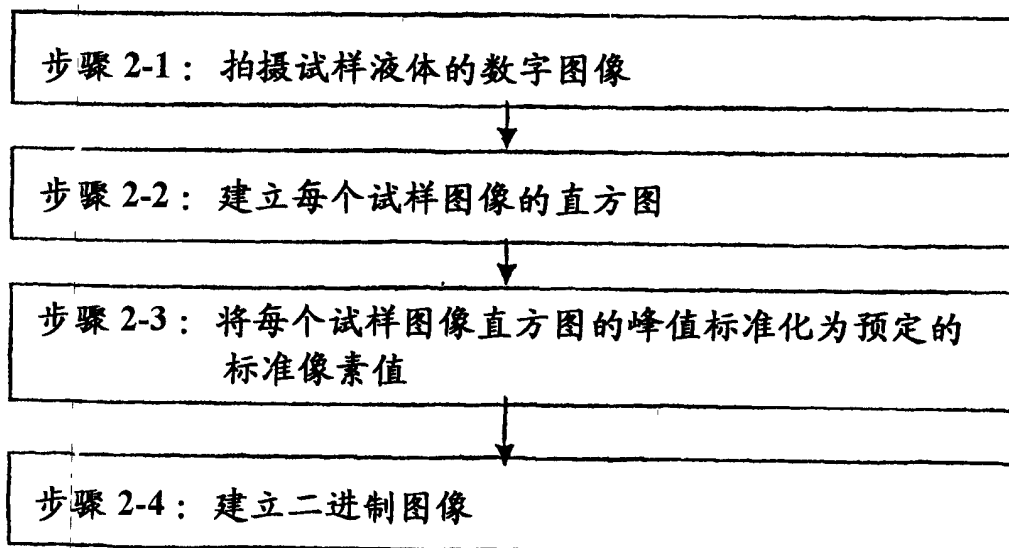 步骤 2-1： 拍摄试样液体的数字图像
步骤 2-2： 建立每个试样图像的直方图
步骤 2-3： 将每个试样图像直方图的峰值标准化为预定的
标准像素值
步骤 2-4： 建立二进制图像